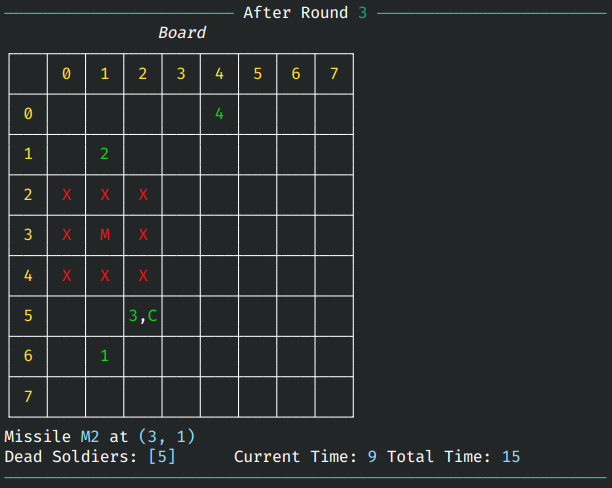 After Round 3
Board
0 1 2 3 4 5 6 7
0 4
1 2
2 X X X
3 X M X
4 X X X
5 3,C
6 1
7
Missile M2 at (3, 1)
Dead Soldiers: [5] Current Time: 9 Total Time: 15